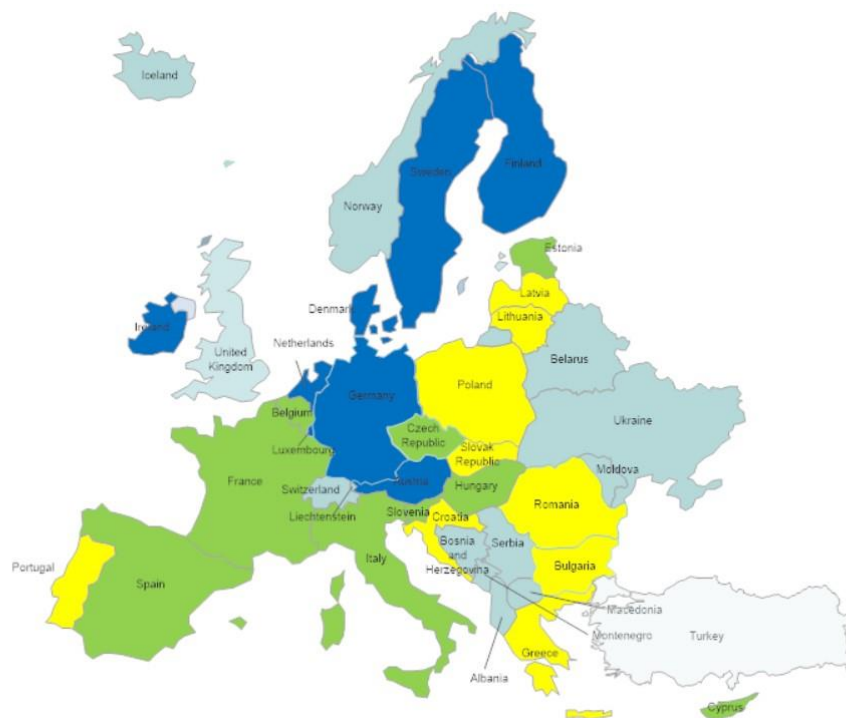 Iceland
Sweden
Finland
Norway
Estonia
Latvia
Denmark
Lithuania
Ireland
Netherlands
United
Kingdom
Belarus
Poland
Germany
Belgium
Ukraine
Czech
Republic
Luxembourg
Slovak
Republic
Moldova
France
Switzerland
Austria
Hungary
Romania
Liechtenstein
Slovenia
Croatia
Bosnia
and
Herzegovina
Serbia
Italy
Portugal
Spain
Bulgaria
Macedonia
Montenegro
Turkey
Greece
Albania
Cyprus